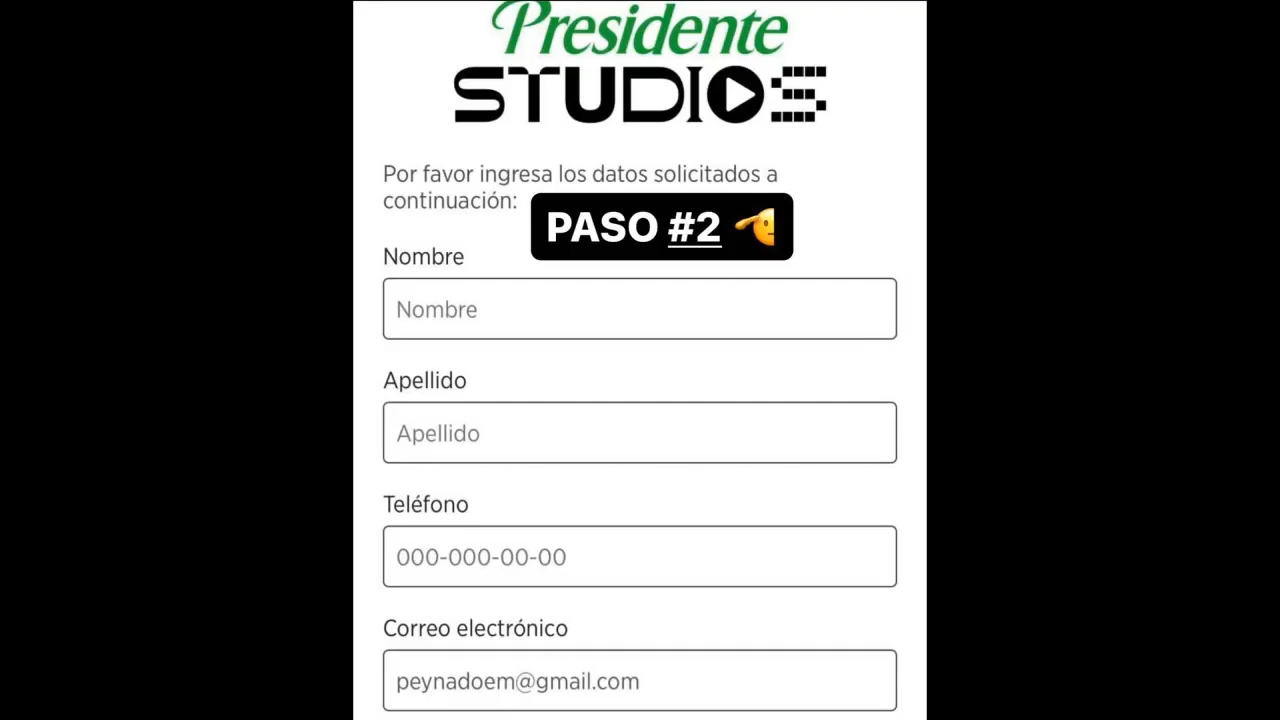 Presidente
STUDIOS
Por favor ingresa los datos solicitados a
continuación:
PASO #2
Nombre
Nombre
Apellido
Apellido
Teléfono
000-000-00-00
Correo electrónico
peynadoem@gmail.com